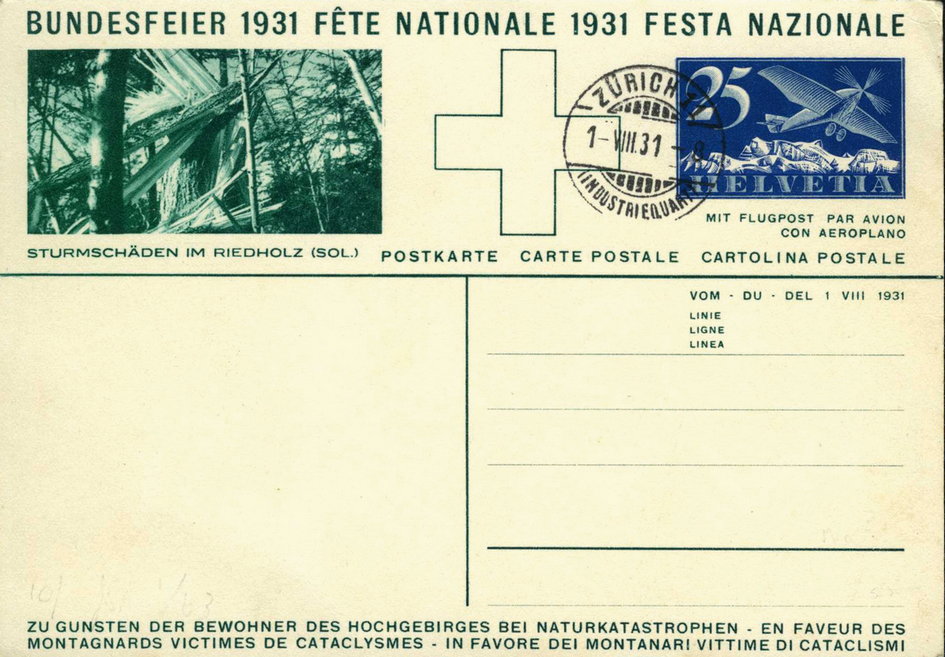 BUNDESFEIER 1931 FÊTE NATIONALE 1931 FESTA NAZIONALE
ZÜRICH
1-VIII.31-8
(INDUSTRIEQUAR
25
HELVETIA
MIT FLUGPOST PAR AVION
CON AEROPLANO
STURMSCHÄDEN IM RIEDHOLZ (SOL.)
POSTKARTE CARTE POSTALE CARTOLINA POSTALE
VOM - DU - DEL 1 VIII 1931
LINIE
LIGNE
LINEA
ZU GUNSTEN DER BEWOHNER DES HOCHGEBIRGES BEI NATURKATASTROPHEN - EN FAVEUR DES
MONTAGNARDS VICTIMES DE CATACLYSMES - IN FAVORE DEI MONTANARI VITTIME DI CATACLISMI